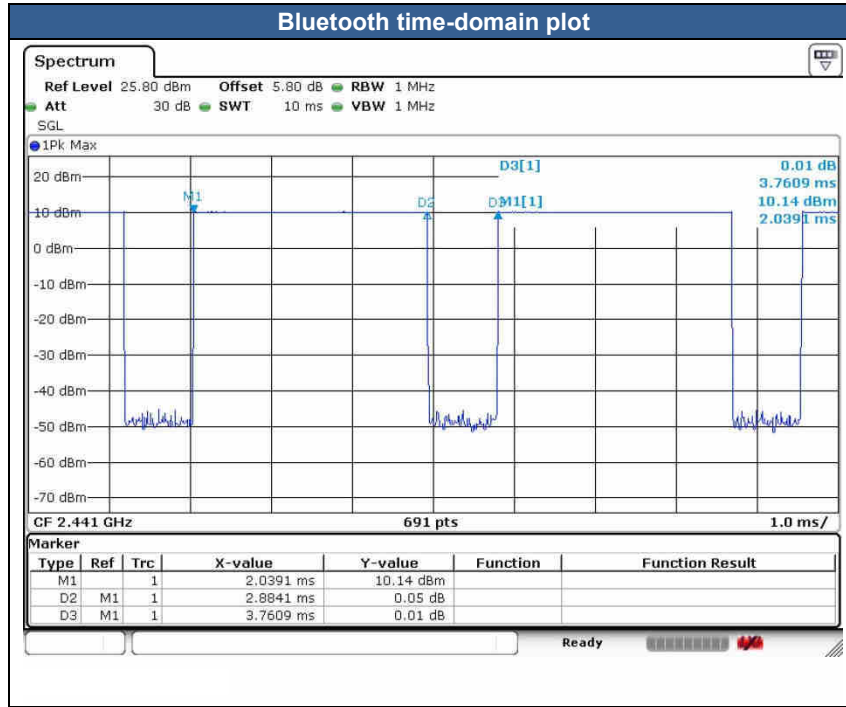 Bluetooth time-domain plot
Spectrum
Ref Level 25.80 dBm Offset 5.80 dB RBW 1 MHz
Att 30 dB SWT 10 ms VBW 1 MHz
SGL
1Pk Max
D3[1] 0.01 dB
3.7609 ms
M1[1] 10.14 dBm
2.0391 ms
M1
D2
D3
20 dBm
10 dBm
0 dBm
-10 dBm
-20 dBm
-30 dBm
-40 dBm
-50 dBm
-60 dBm
-70 dBm
CF 2.441 GHz 691 pts 1.0 ms/
Marker
Type Ref Trc X-value Y-value Function Function Result
M1 1 2.0391 ms 10.14 dBm
D2 M1 1 2.8841 ms 0.05 dB
D3 M1 1 3.7609 ms 0.01 dB
Ready